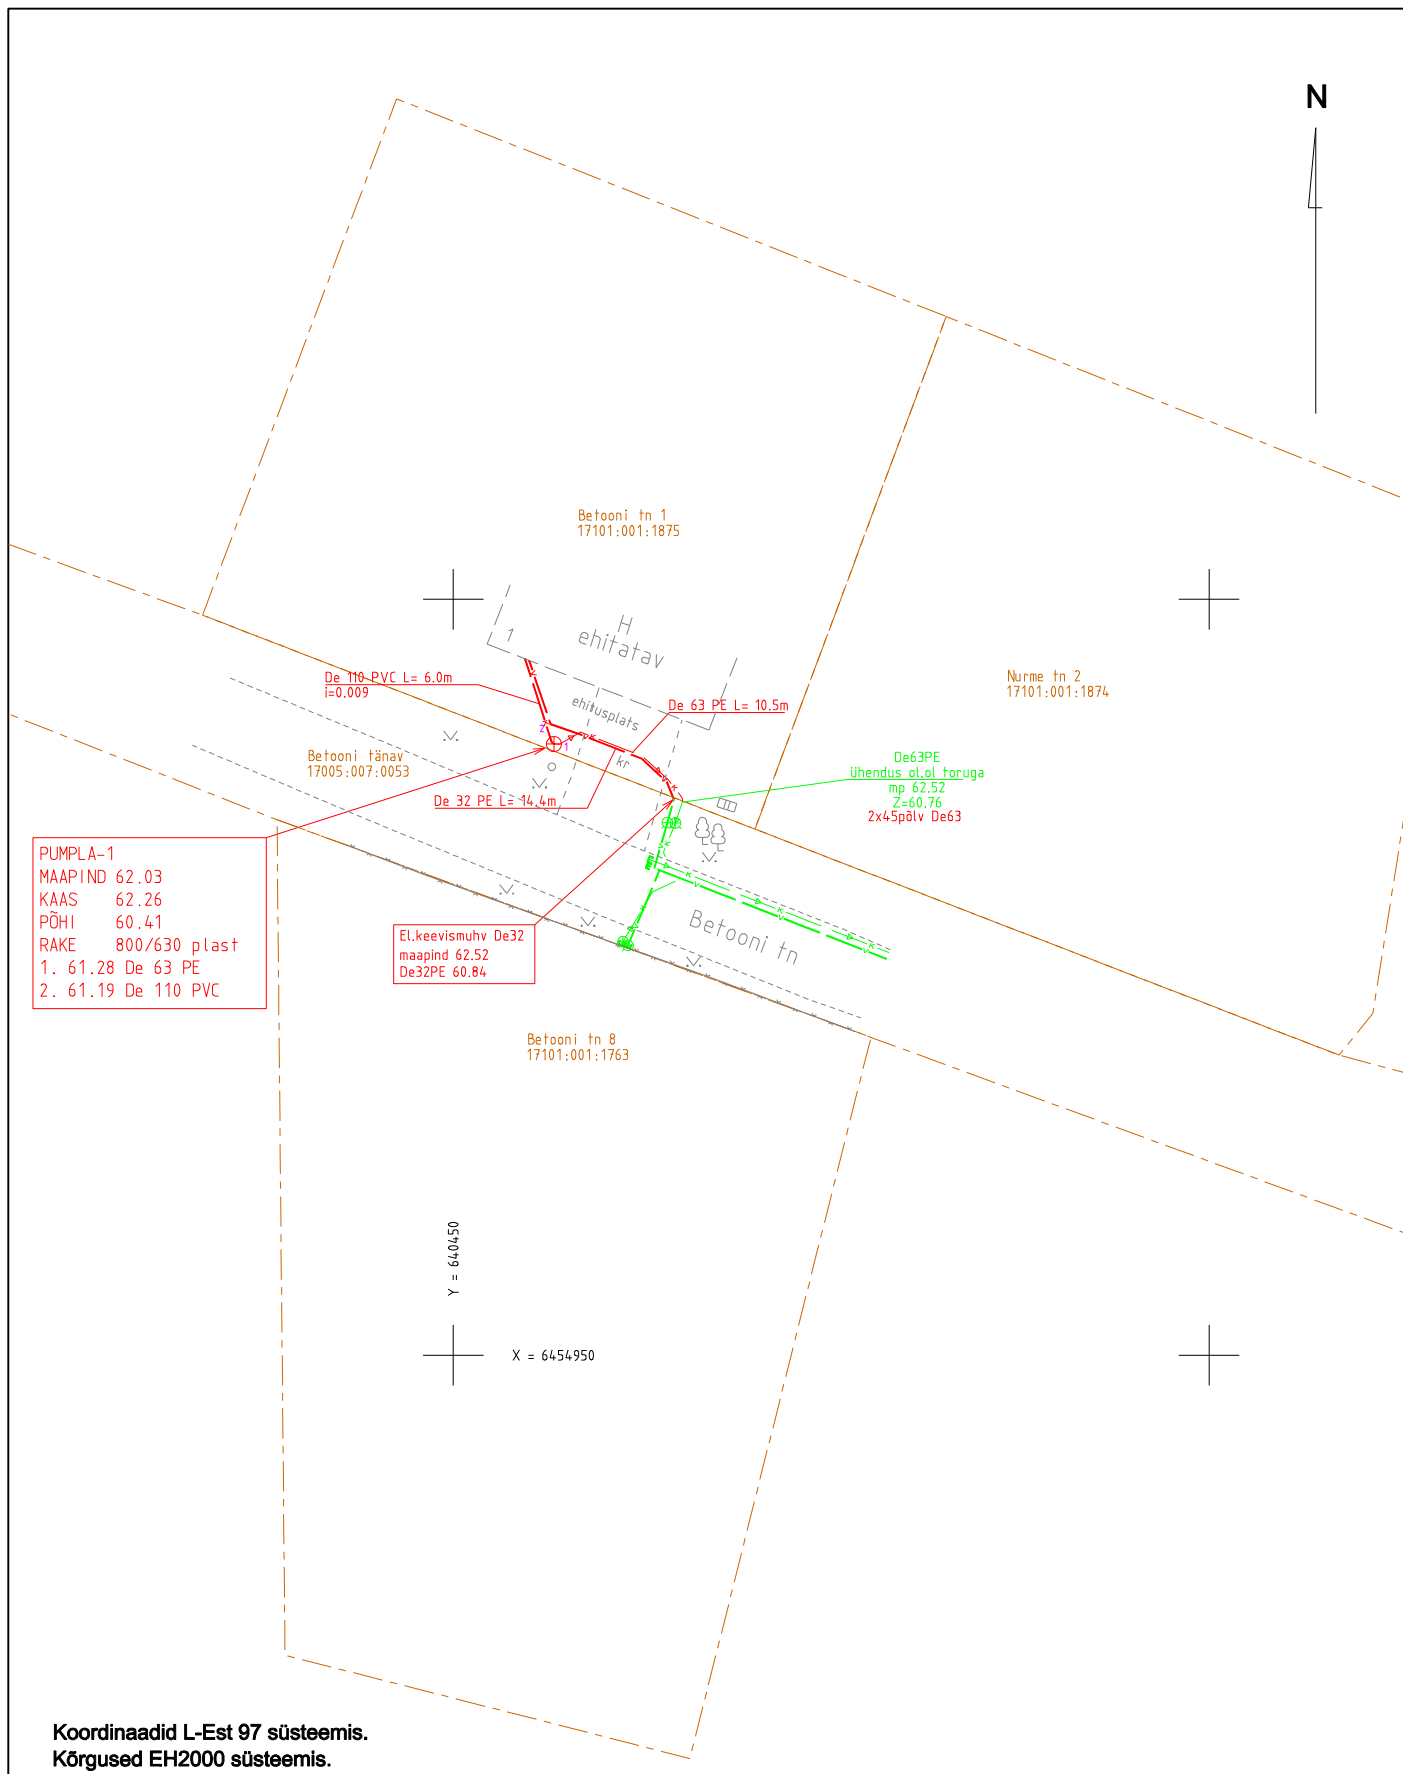 N
Betooni tn 1
17101:001:1875
H
ehitatav
1
De 110 PVC L= 6.0m
i=0.009
ehitusplats
De 63 PE L= 10.5m
Nurme tn 2
17101:001:1874
2
1
kr
Betooni tänav
17005:007:0053
De 32 PE L= 14.4m
De63PE
ühendus ol.ol toruga
mp 62.52
Z=60.76
2x45põlv De63
PUMPLA-1
MAAPIND 62.03
KAAS 62.26
PÕHI 60.41
RAKE 800/630 plast
1. 61.28 De 63 PE
2. 61.19 De 110 PVC
El.keevismuhv De32
maapind 62.52
De32PE 60.84
Betooni tn
Betooni tn 8
17101:001:1763
Y = 640450
X = 6454950
Koordinaadid L-Est 97 süsteemis.
Kõrgused EH2000 süsteemis.